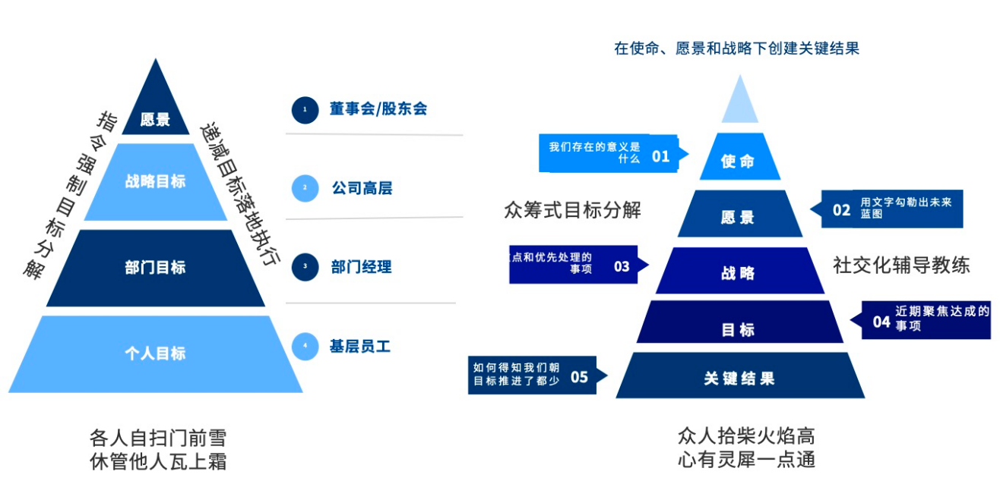 愿景
战略目标
部门目标
个人目标
指令强制目标分解
递减目标落地执行
1
董事会/股东会
2
公司高层
3
部门经理
4
基层员工
各人自扫门前雪
休管他人瓦上霜
在使命、愿景和战略下创建关键结果
我们存在的意义是
什么
01
使命
众筹式目标分解
愿景
02
用文字勾勒出未来
蓝图
点和优先处理的
事项
03
战略
社交化辅导教练
目标
04
近期聚焦达成的
事项
如何得知我们朝
目标推进了都少
05
关键结果
众人拾柴火焰高
心有灵犀一点通